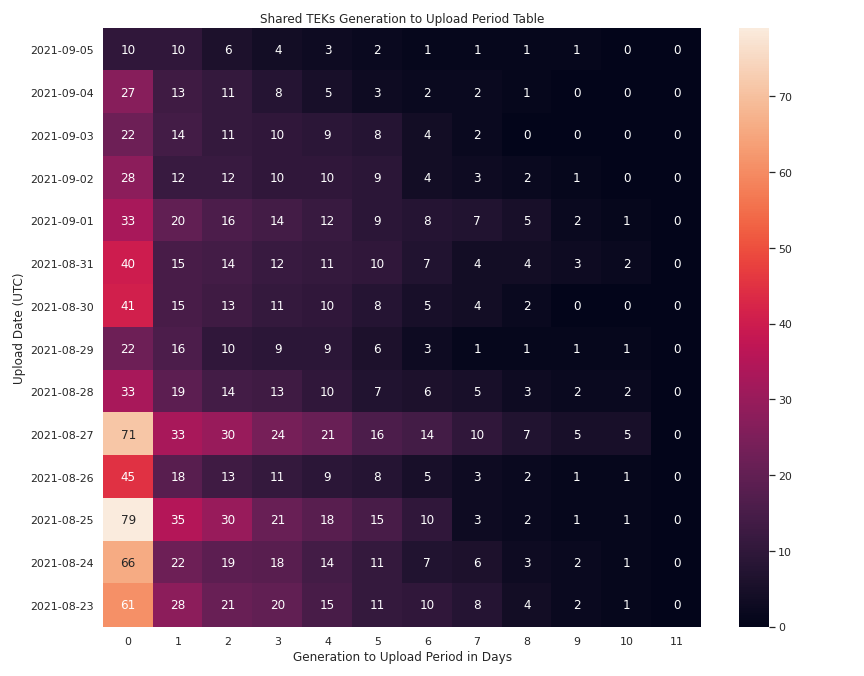 Shared TEKs Generation to Upload Period Table
2021-09-05 10 10 6 4 3 2 1 1 1 1 0 0
2021-09-04 27 13 11 8 5 3 2 2 1 0 0 0
2021-09-03 22 14 11 10 9 8 4 2 0 0 0 0
2021-09-02 28 12 12 10 10 9 4 3 2 1 0 0
2021-09-01 33 20 16 14 12 9 8 7 5 2 1 0
2021-08-31 40 15 14 12 11 10 7 4 4 3 2 0
2021-08-30 41 15 13 11 10 8 5 4 2 0 0 0
2021-08-29 22 16 10 9 9 6 3 1 1 1 1 0
2021-08-28 33 19 14 13 10 7 6 5 3 2 2 0
2021-08-27 71 33 30 24 21 16 14 10 7 5 5 0
2021-08-26 45 18 13 11 9 8 5 3 2 1 1 0
2021-08-25 79 35 30 21 18 15 10 3 2 1 1 0
2021-08-24 66 22 19 18 14 11 7 6 3 2 1 0
2021-08-23 61 28 21 20 15 11 10 8 4 2 1 0
0 1 2 3 4 5 6 7 8 9 10 11
Generation to Upload Period in Days
Upload Date (UTC)
70
60
50
40
30
20
10
0